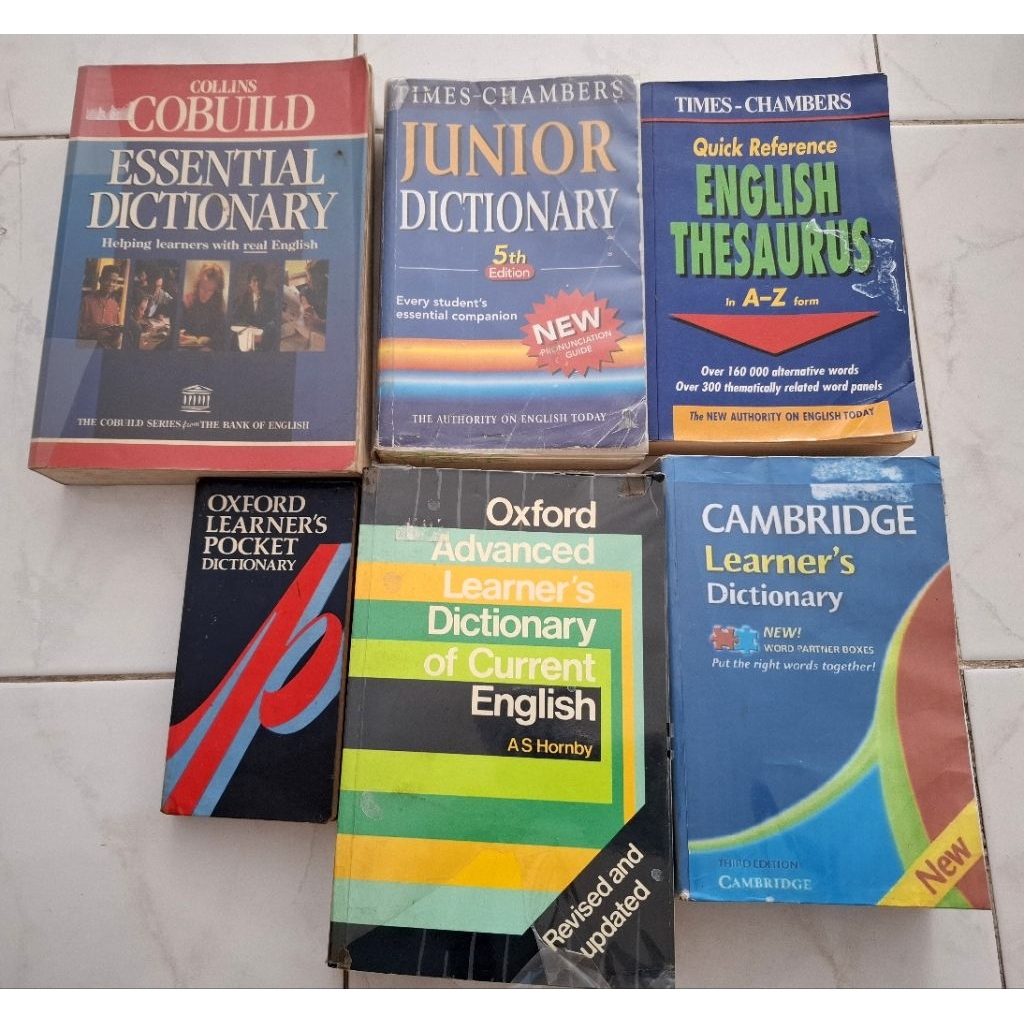 COLLINS
COBUILD
ESSENTIAL
DICTIONARY
Helping learners with real English
THE COBUILD SERIES from THE BANK OF ENGLISH
TIMES-CHAMBERS
JUNIOR
DICTIONARY
5th
Edition
Every student's
essential companion
NEW
PRONUNCIATION
GUIDE
THE AUTHORITY ON ENGLISH TODAY
TIMES-CHAMBERS
Quick Reference
ENGLISH
THESAURUS
in A-Z form
Over 160 000 alternative words
Over 300 thematically related word panels
The NEW AUTHORITY ON ENGLISH TODAY
OXFORD
LEARNER'S
POCKET
DICTIONARY
Oxford
Advanced
Learner's
Dictionary
of Current
English
A S Hornby
Revised and
updated
CAMBRIDGE
Learner's
Dictionary
NEW!
WORD PARTNER BOXES
Put the right words together!
THIRD EDITION
CAMBRIDGE
New